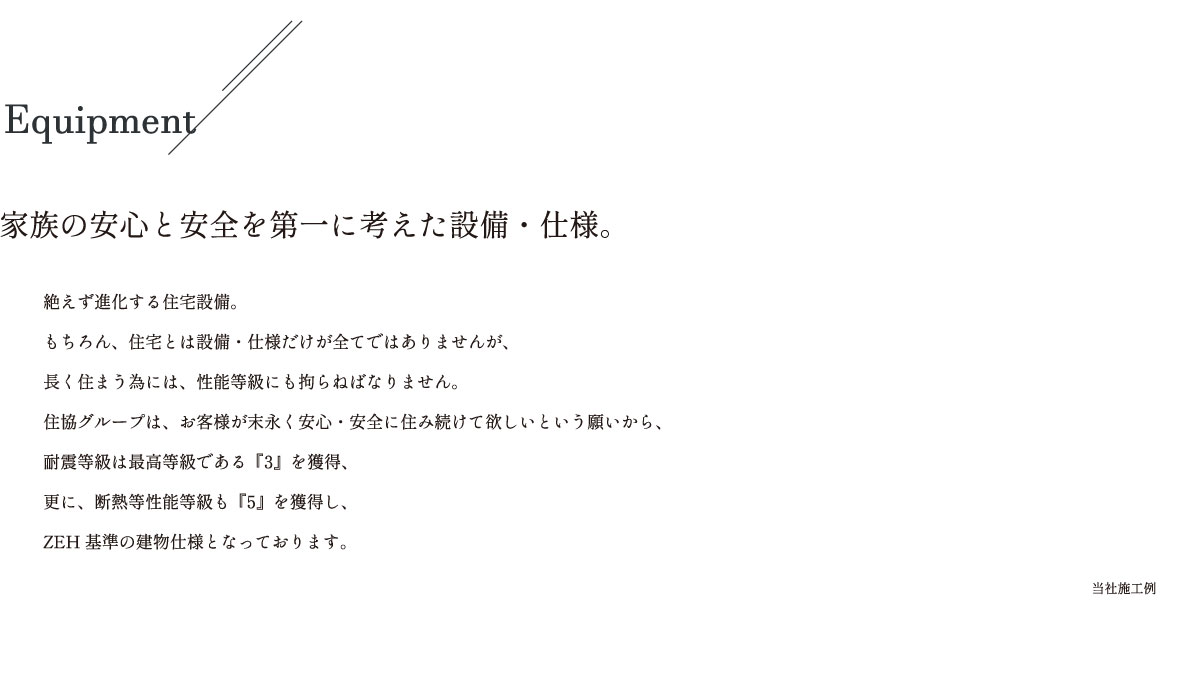 Equipment
家族の安心と安全を第一に考えた設備・仕様。
絶えず進化する住宅設備。
もちろん、住宅とは設備・仕様だけが全てではありませんが、
長く住まう為には、性能等級にも拘らねばなりません。
住協グループは、お客様が末永く安心・安全に住み続けて欲しいという願いから、
耐震等級は最高等級である『3』を獲得、
更に、断熱等性能等級も『5』を獲得し、
ZEH 基準の建物仕様となっております。
当社施工例